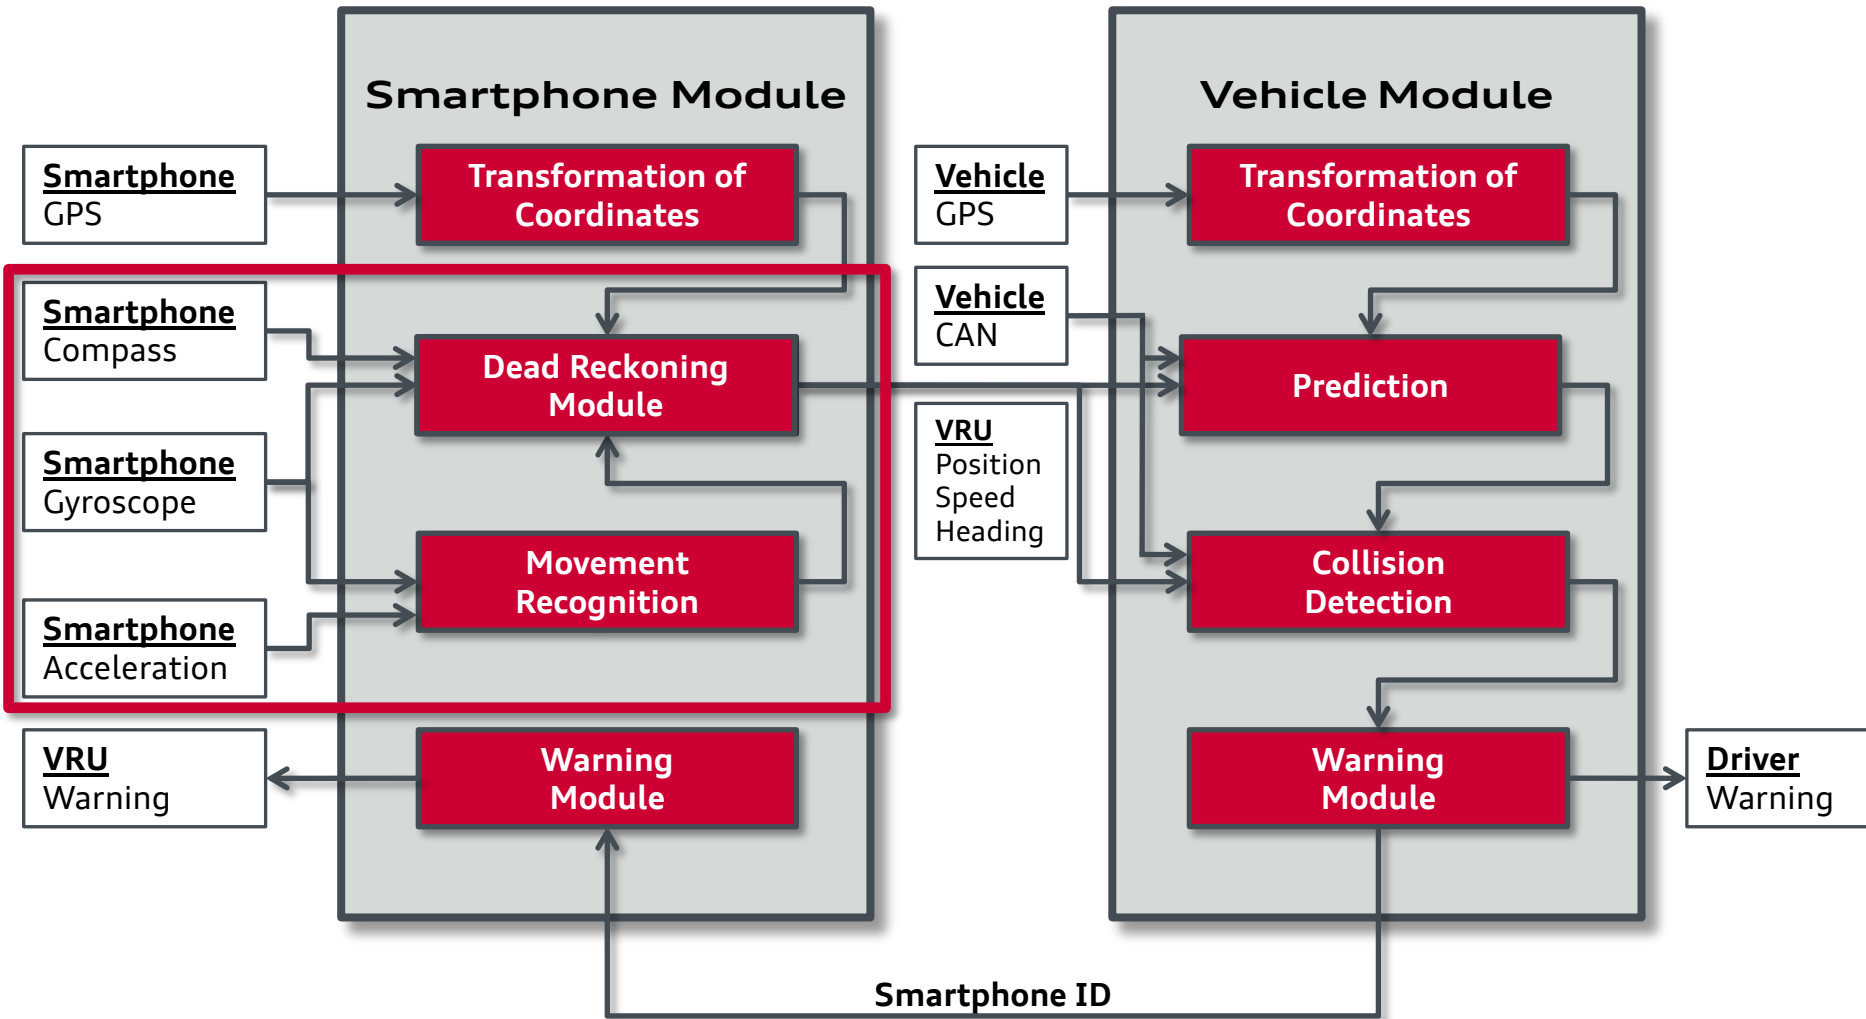 Smartphone Module
Smartphone
GPS
Transformation of
Coordinates
Smartphone
Compass
Dead Reckoning
Module
Smartphone
Gyroscope
Movement
Recognition
Smartphone
Acceleration
VRU
Warning
Warning
Module
Vehicle Module
Vehicle
GPS
Transformation of
Coordinates
Vehicle
CAN
Prediction
VRU
Position
Speed
Heading
Collision
Detection
Warning
Module
Driver
Warning
Smartphone ID